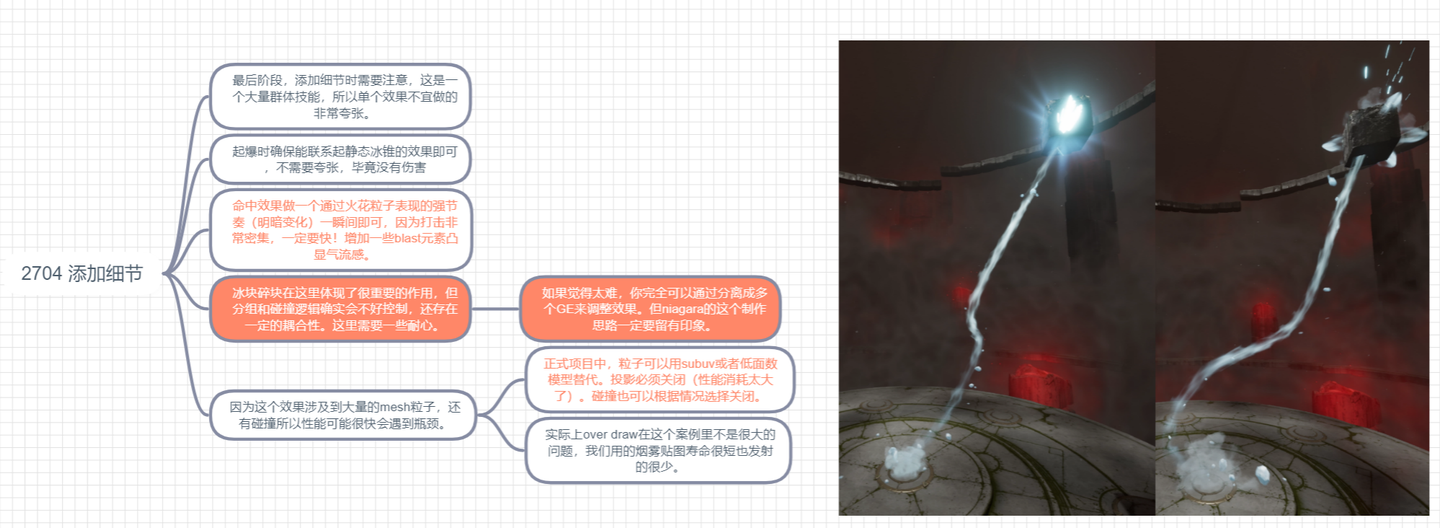 2704 添加细节
最后阶段，添加细节时需要注意，这是一
个大量群体技能，所以单个效果不宜做的
非常夸张。
起爆时确保能联系起静态冰锥的效果即可
，不需要夸张，毕竟没有伤害
命中效果做一个通过火花粒子表现的强节
奏（明暗变化）一瞬间即可，因为打击非
常密集，一定要快！增加一些blast元素凸
显气流感。
冰块碎块在这里体现了很重要的作用，但
分组和碰撞逻辑确实会不好控制，还存在
一定的耦合性。这里需要一些耐心。
如果觉得太难，你完全可以通过分离成多
个GE来调整效果。但niagara的这个制作
思路一定要留有印象。
因为这个效果涉及到大量的mesh粒子，还
有碰撞所以性能可能很快会遇到瓶颈。
正式项目中，粒子可以用subuv或者低面数
模型替代。投影必须关闭（性能消耗太大
了）。碰撞也可以根据情况选择关闭。
实际上over draw在这个案例里不是很大的
问题，我们用的烟雾贴图寿命很短也发射
的很少。